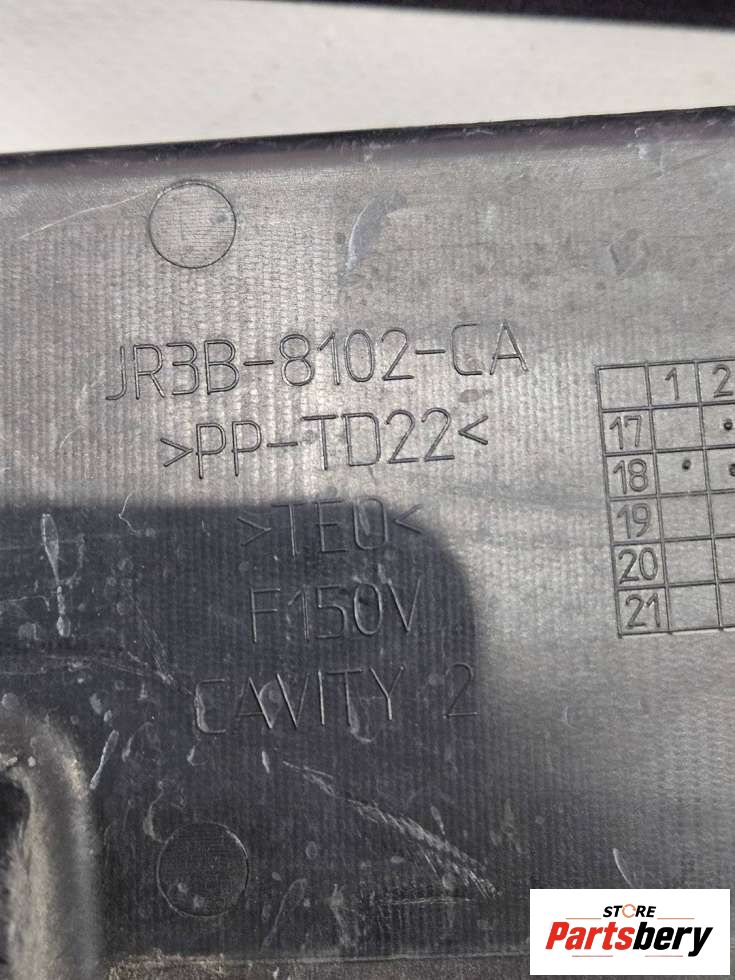 JR3B-8102-CA
>PP-TD22<
>TEO<
F150V
CAVITY 2
1 2
17
18
19
20
21
STORE
Partsbery